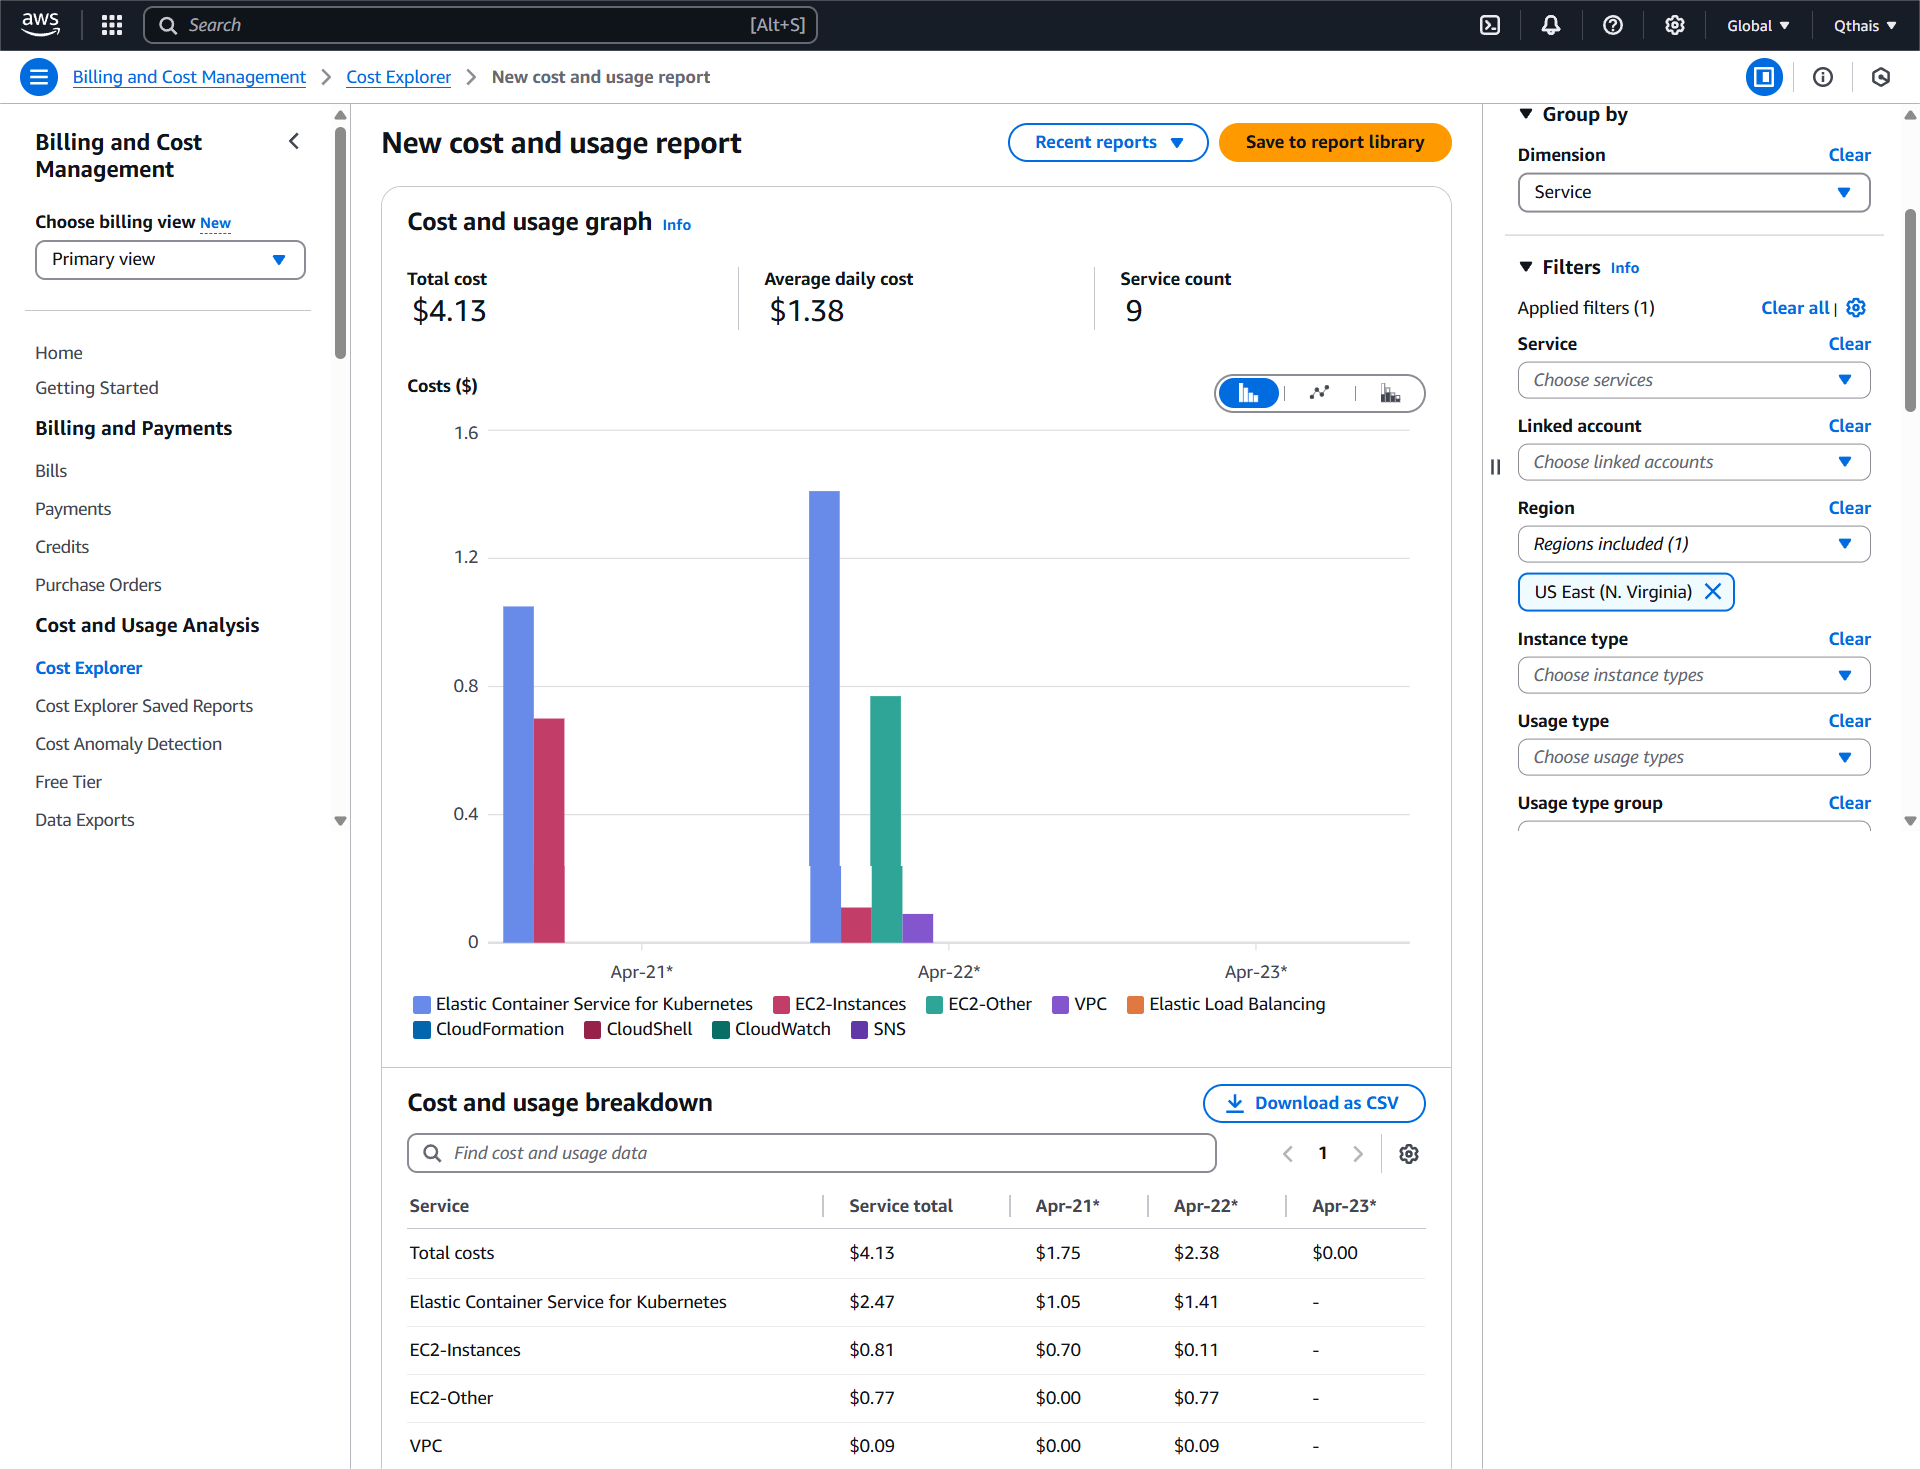 aws
Search
[Alt+S]
Global
Qthais
Billing and Cost Management
Cost Explorer
New cost and usage report
Billing and Cost
Management
Choose billing view New
Primary view
Home
Getting Started
Billing and Payments
Bills
Payments
Credits
Purchase Orders
Cost and Usage Analysis
Cost Explorer
Cost Explorer Saved Reports
Cost Anomaly Detection
Free Tier
Data Exports
New cost and usage report
Recent reports
Save to report library
Cost and usage graph Info
Total cost
$4.13
Average daily cost
$1.38
Service count
9
Costs ($)
1.6
1.2
0.8
0.4
0
Apr-21* Apr-22* Apr-23*
Elastic Container Service for Kubernetes EC2-Instances EC2-Other VPC Elastic Load Balancing
CloudFormation CloudShell CloudWatch SNS
Cost and usage breakdown
Download as CSV
Find cost and usage data
1
Service Service total Apr-21* Apr-22* Apr-23*
Total costs $4.13 $1.75 $2.38 $0.00
Elastic Container Service for Kubernetes $2.47 $1.05 $1.41 -
EC2-Instances $0.81 $0.70 $0.11 -
EC2-Other $0.77 $0.00 $0.77 -
VPC $0.09 $0.00 $0.09 -
Group by
Dimension Clear
Service
Filters Info
Applied filters (1) Clear all |
Service Clear
Choose services
Linked account Clear
Choose linked accounts
Region Clear
Regions included (1)
US East (N. Virginia)
Instance type Clear
Choose instance types
Usage type Clear
Choose usage types
Usage type group Clear